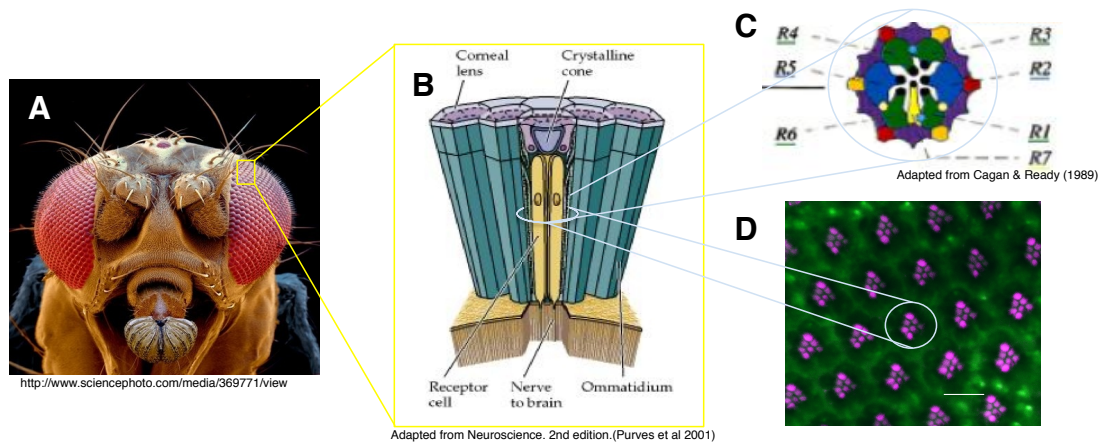 A
http://www.sciencephoto.com/media/369771/view
B
Corneal
lens
Crystalline
cone
Receptor
cell
Nerve
to brain
Ommatidium
Adapted from Neuroscience. 2nd edition.(Purves et al 2001)
C
R4
R3
R5
R2
R6
R1
R7
Adapted from Cagan & Ready (1989)
D